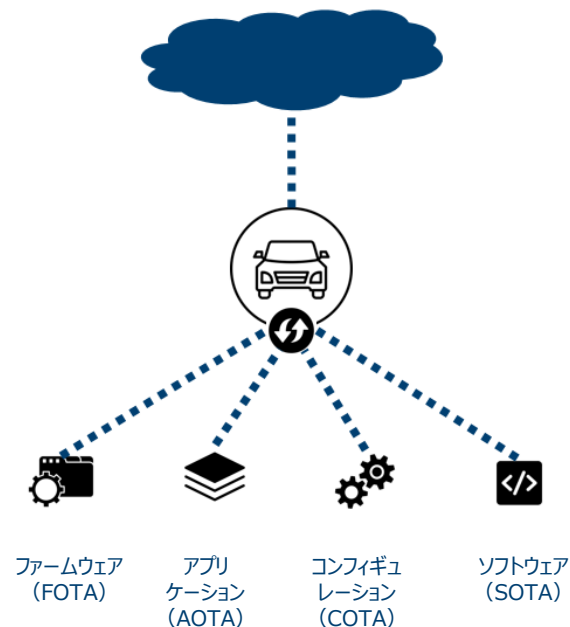 ファームウェア
（FOTA）
アプリ
ケーション
（AOTA）
コンフィギュ
レーション
（COTA）
ソフトウェア
（SOTA）